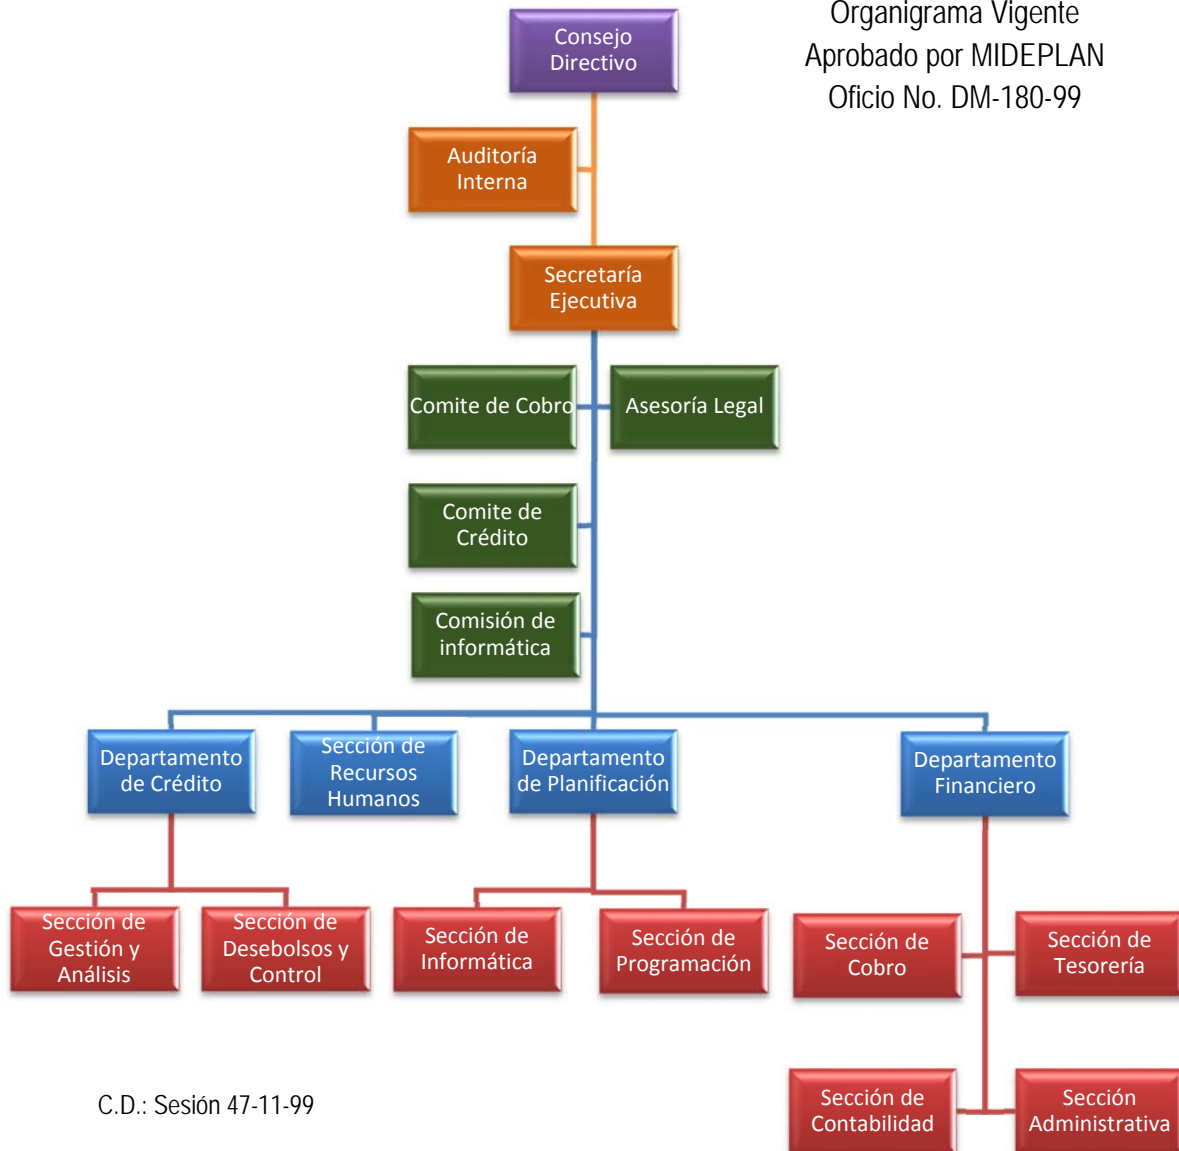 Organigrama Vigente
Aprobado por MIDEPLAN
Oficio No. DM-180-99
Consejo
Directivo
Auditoría
Interna
Secretaría
Ejecutiva
Comite de Cobro
Asesoría Legal
Comite de
Crédito
Comisión de
informática
Departamento
de Crédito
Sección de
Recursos
Humanos
Departamento
de Planificación
Departamento
Financiero
Sección de
Gestión y
Análisis
Sección de
Desebolsos y
Control
Sección de
Informática
Sección de
Programación
Sección de
Cobro
Sección de
Tesorería
Sección de
Contabilidad
Sección
Administrativa
C.D.: Sesión 47-11-99